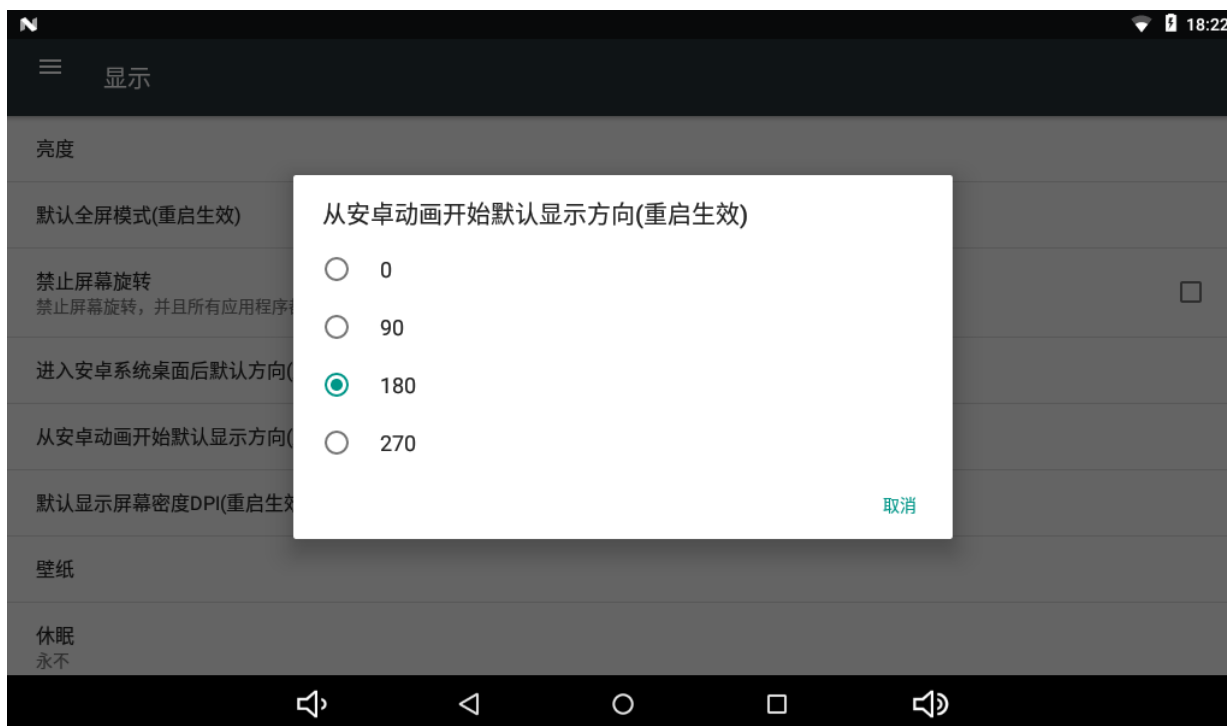 18:22
显示
亮度
默认全屏模式(重启生效)
禁止屏幕旋转
禁止屏幕旋转，并且所有应用程序
进入安卓系统桌面后默认方向(
从安卓动画开始默认显示方向(
默认显示屏幕密度DPI(重启生
壁纸
休眠
永不
从安卓动画开始默认显示方向(重启生效)
0
90
180
270
取消